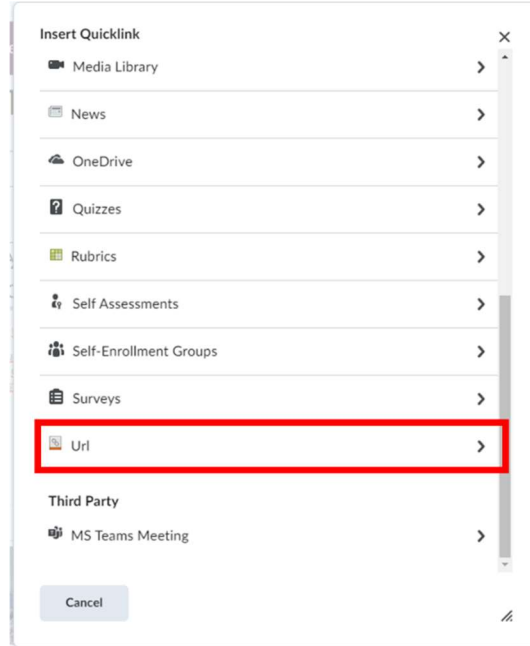 Insert Quicklink
Media Library
News
OneDrive
Quizzes
Rubrics
Self Assessments
Self-Enrollment Groups
Surveys
Url
Third Party
MS Teams Meeting
Cancel